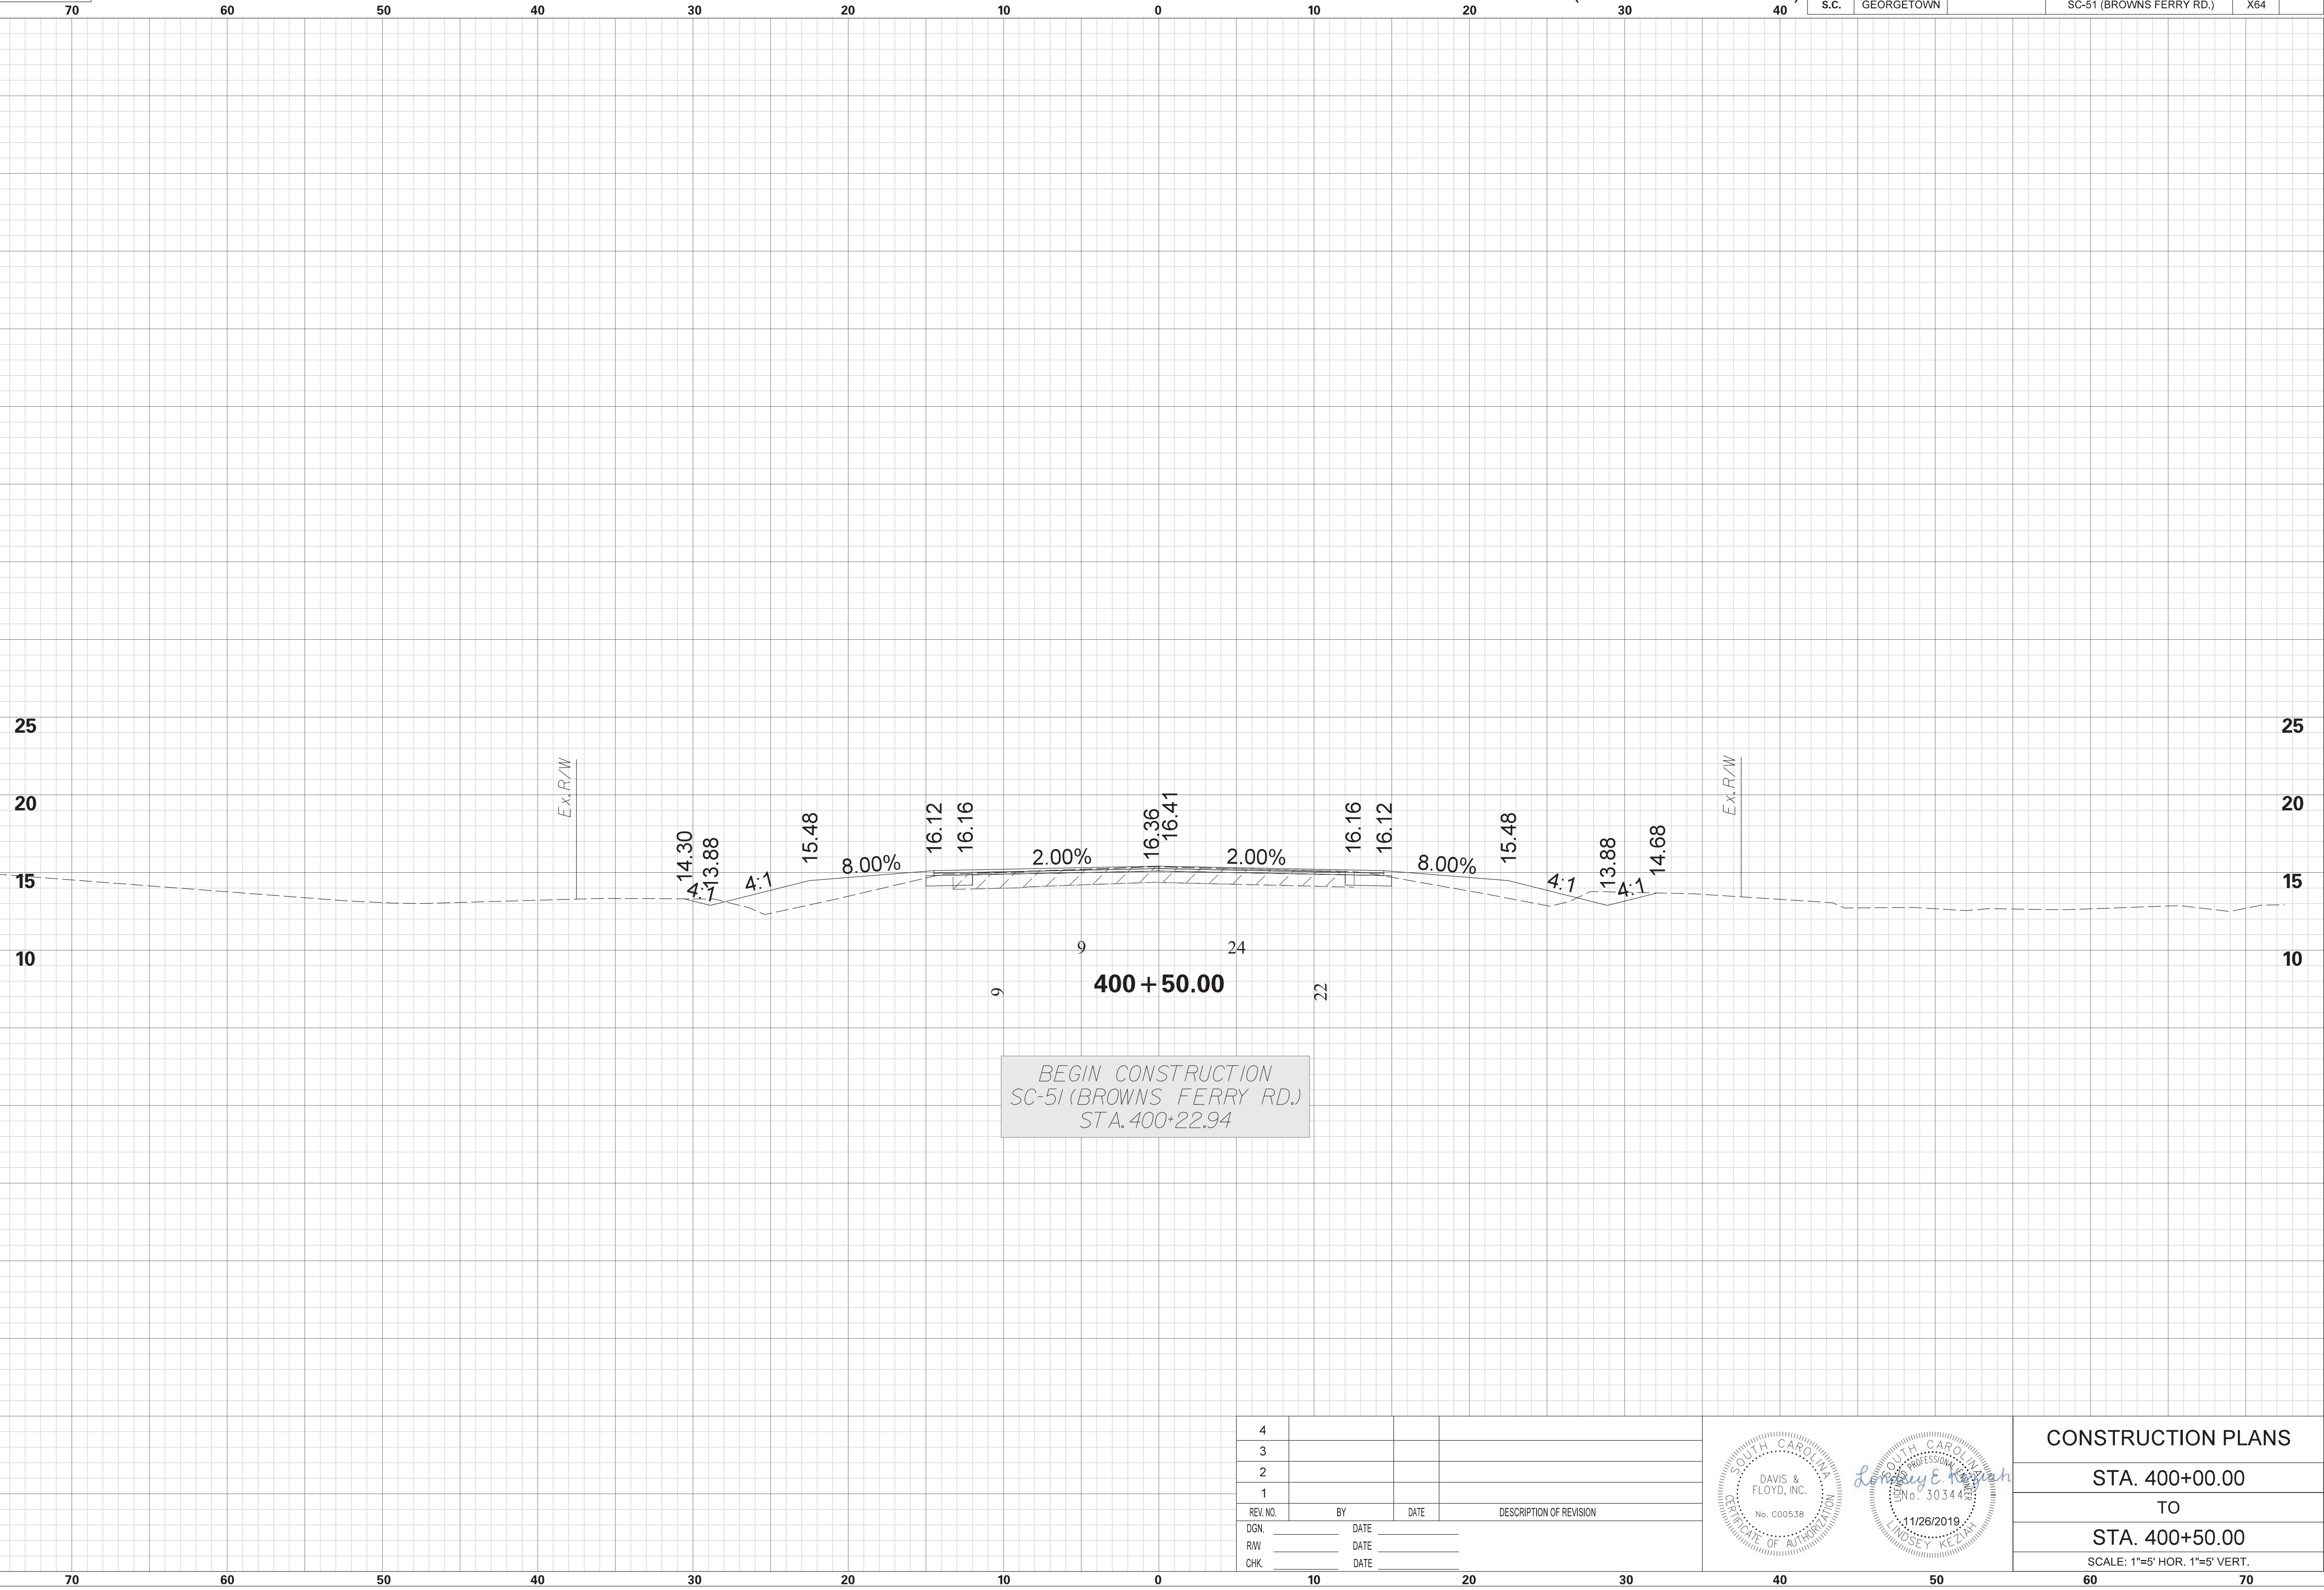 70 60 50 40 30 20 10 0 10 20 30 40
S.C. GEORGETOWN SC-51 (BROWNS FERRY RD.) X64
25 25
20 20
15 15
10 10
Ex. R/W
Ex. R/W
14.30
13.88
15.48
16.12
16.16
16.36
16.41
16.16
16.12
15.48
13.88
14.68
4:1 4:1 8.00% 2.00% 2.00% 8.00% 4:1 4:1
9 24
400+50.00
9 22
BEGIN CONSTRUCTION
SC-51 (BROWNS FERRY RD.)
STA. 400+22.94
4
3
2
1
REV. NO. BY DATE DESCRIPTION OF REVISION
DGN. DATE
R/W DATE
CHK. DATE
SOUTH CAROLINA
DAVIS &
FLOYD, INC.
No. C00538
CERTIFICATE OF AUTHORIZATION
SOUTH CAROLINA
LICENSED PROFESSIONAL ENGINEER
Lindsey E. Keziah
No. 30344
11/26/2019
LINDSEY KEZIAH
CONSTRUCTION PLANS
STA. 400+00.00
TO
STA. 400+50.00
SCALE: 1"=5' HOR. 1"=5' VERT.
70 60 50 40 30 20 10 0 10 20 30 40 50 60 70